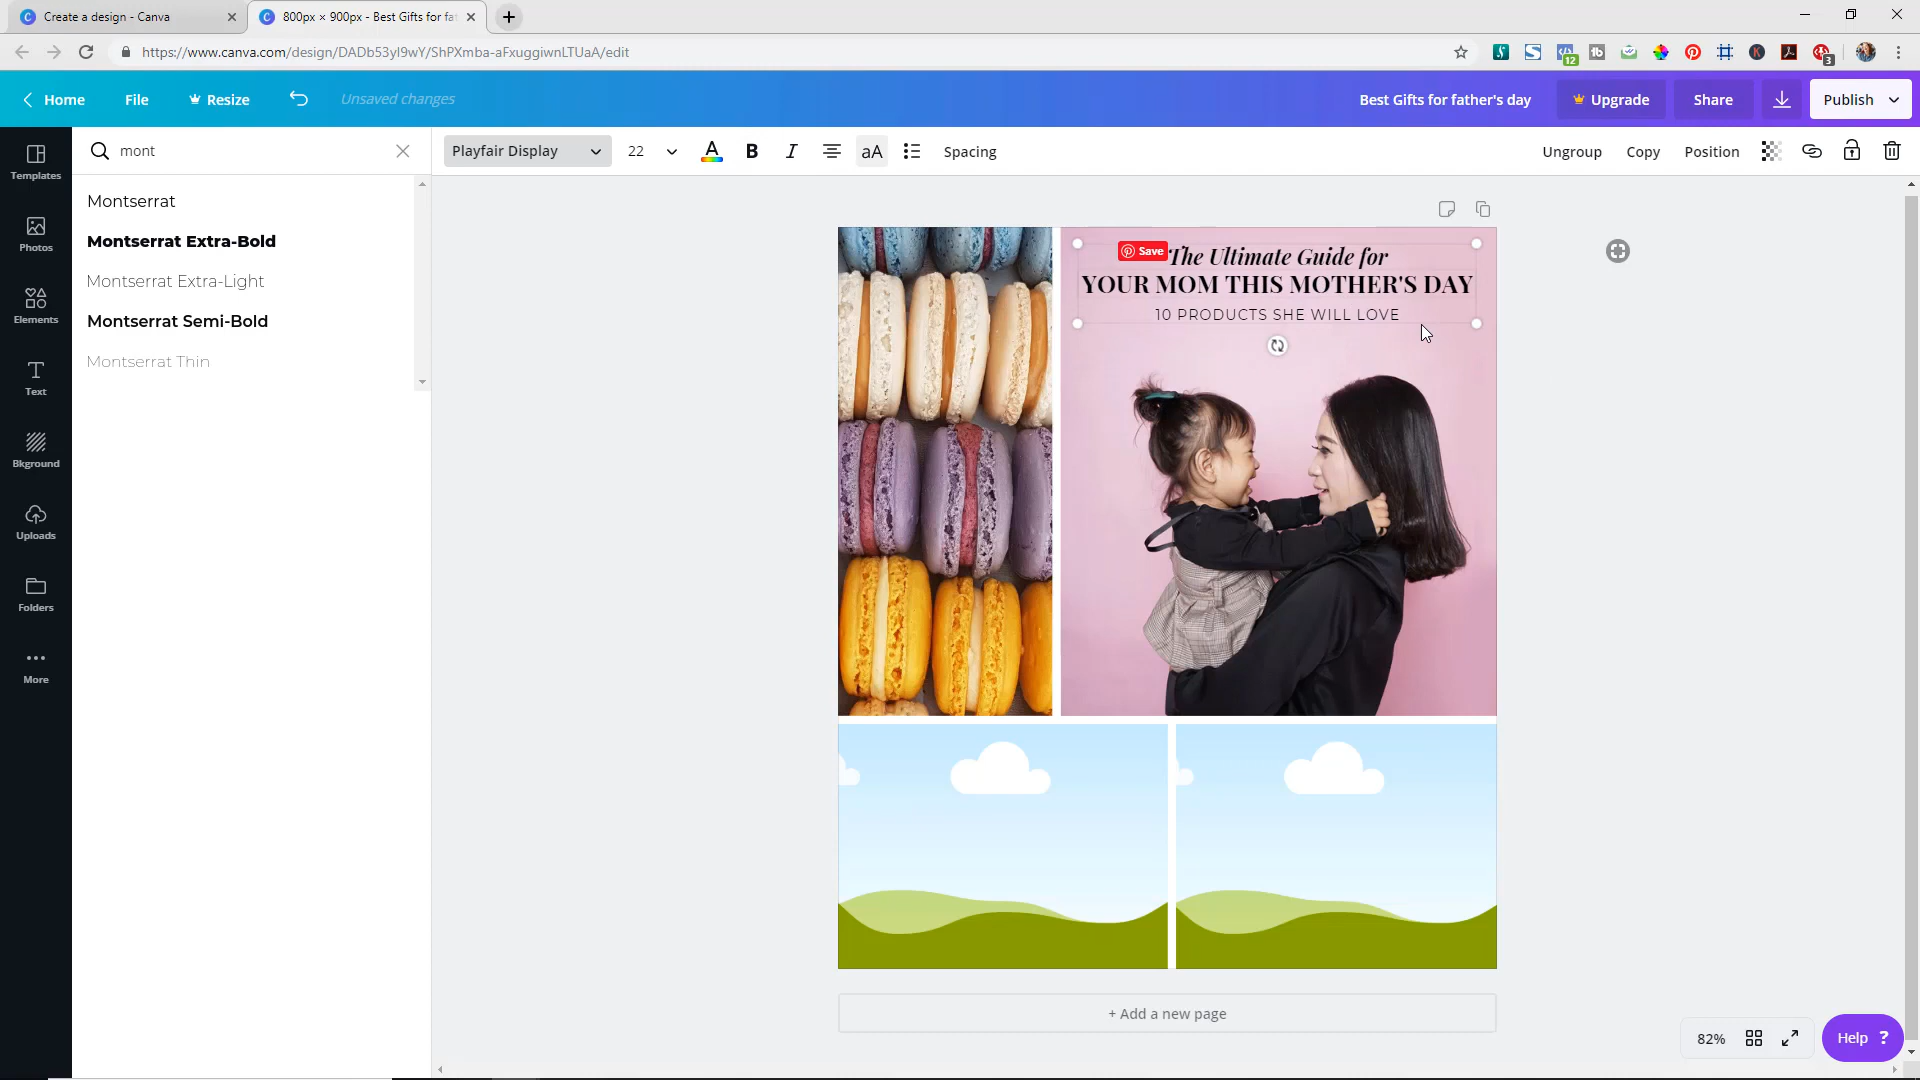 Create a design - Canva
800px × 900px - Best Gifts for fat
https://www.canva.com/design/DADb53yl9wY/ShPXmba-aFxuggiwnLTUaA/edit
12
3
Home
File
Resize
Unsaved changes
Best Gifts for father's day
Upgrade
Share
Publish
mont
Playfair Display
22
A
B
I
aA
Spacing
Ungroup
Copy
Position
Templates
Photos
Elements
Text
Bkground
Uploads
Folders
More
Montserrat
Montserrat Extra-Bold
Montserrat Extra-Light
Montserrat Semi-Bold
Montserrat Thin
Save
The Ultimate Guide for
YOUR MOM THIS MOTHER'S DAY
10 PRODUCTS SHE WILL LOVE
+ Add a new page
82%
Help ?